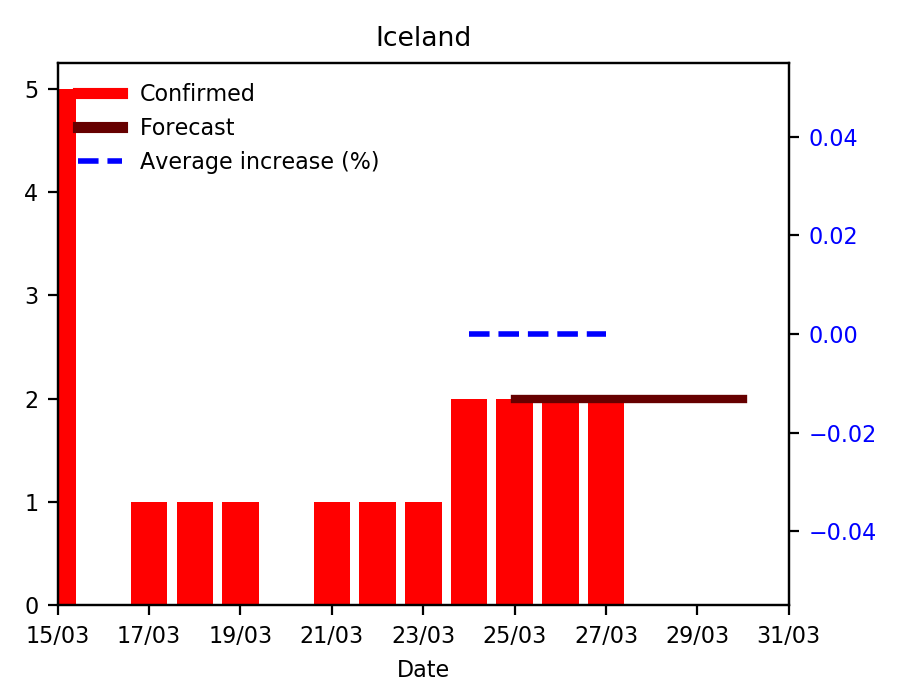 Iceland
Confirmed
Forecast
Average increase (%)
5
4
3
2
1
0
0.04
0.02
0.00
−0.02
−0.04
15/03 17/03 19/03 21/03 23/03 25/03 27/03 29/03 31/03
Date